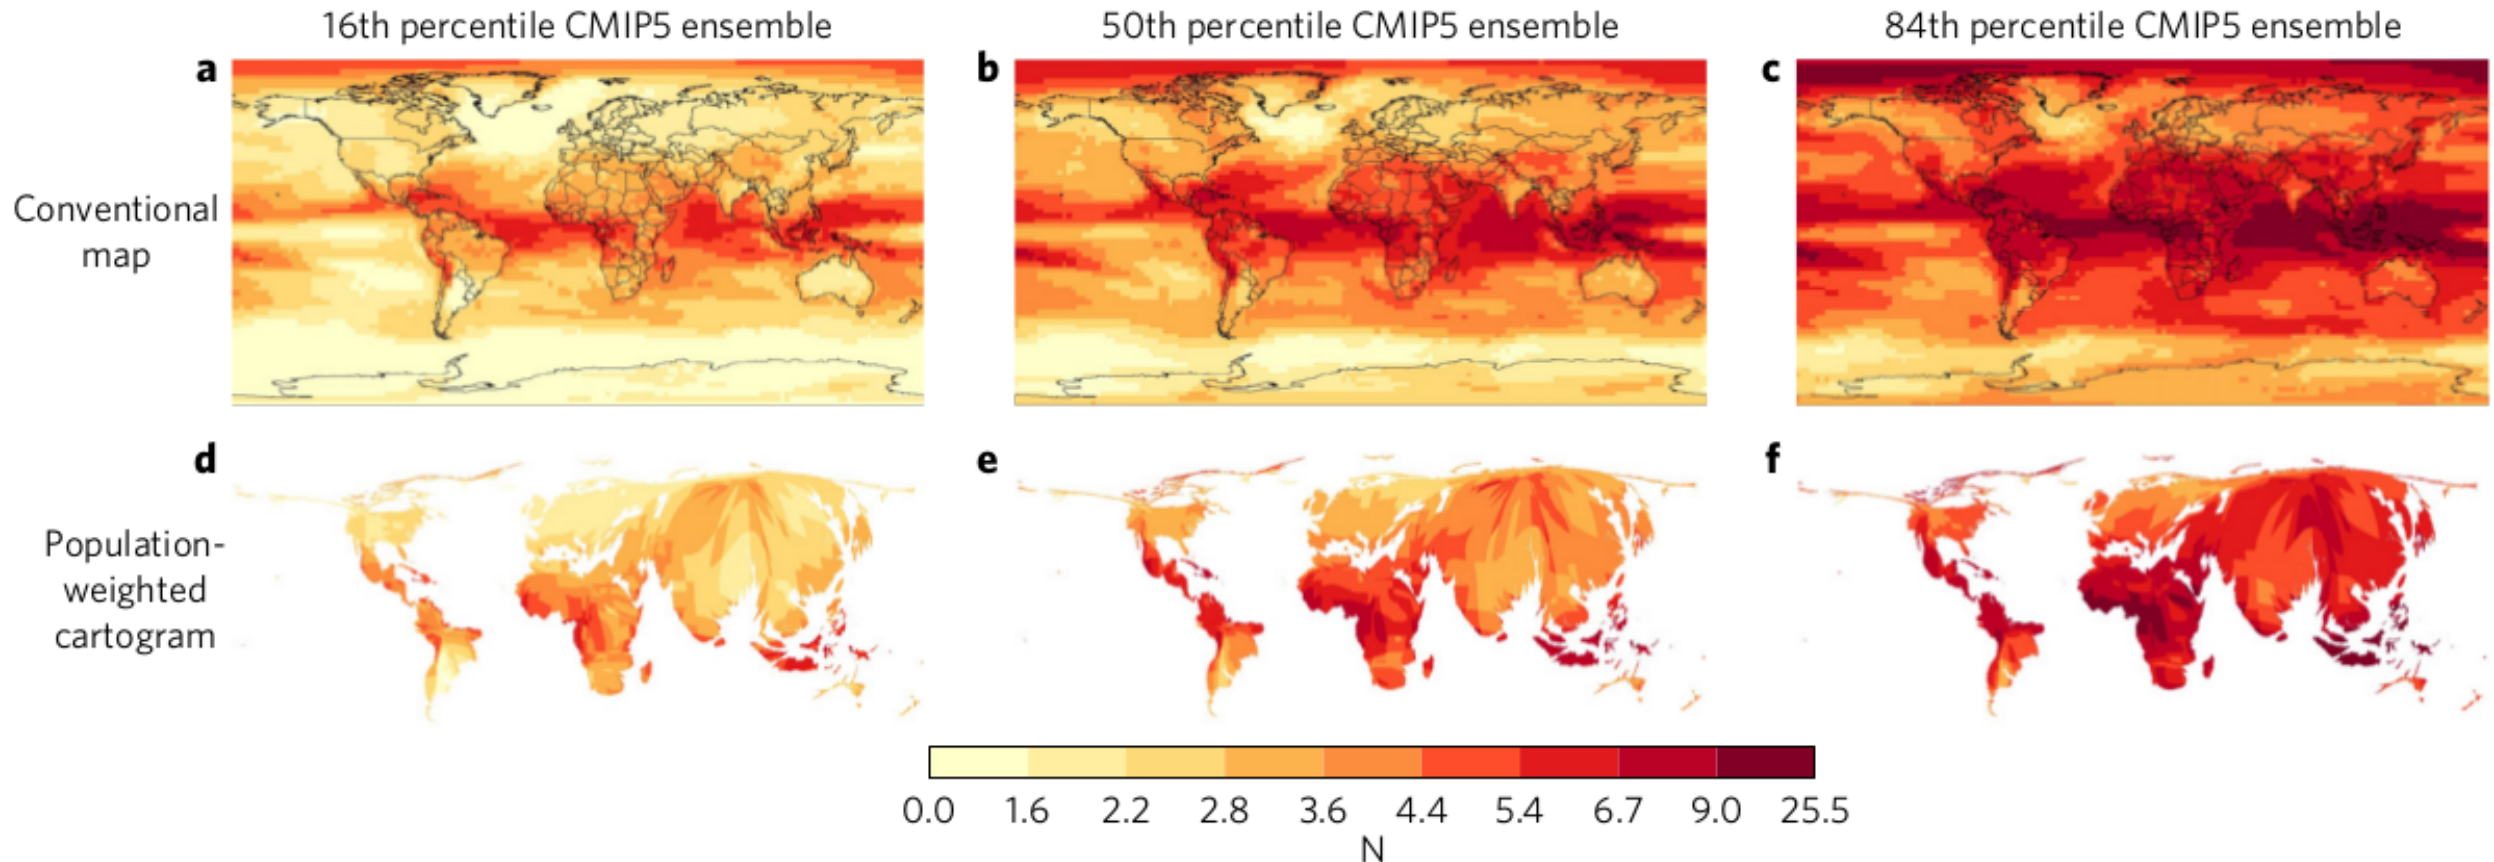 16th percentile CMIP5 ensemble
50th percentile CMIP5 ensemble
84th percentile CMIP5 ensemble
a
b
c
Conventional
map
d
e
f
Population-
weighted
cartogram
0.0 1.6 2.2 2.8 3.6 4.4 5.4 6.7 9.0 25.5
N